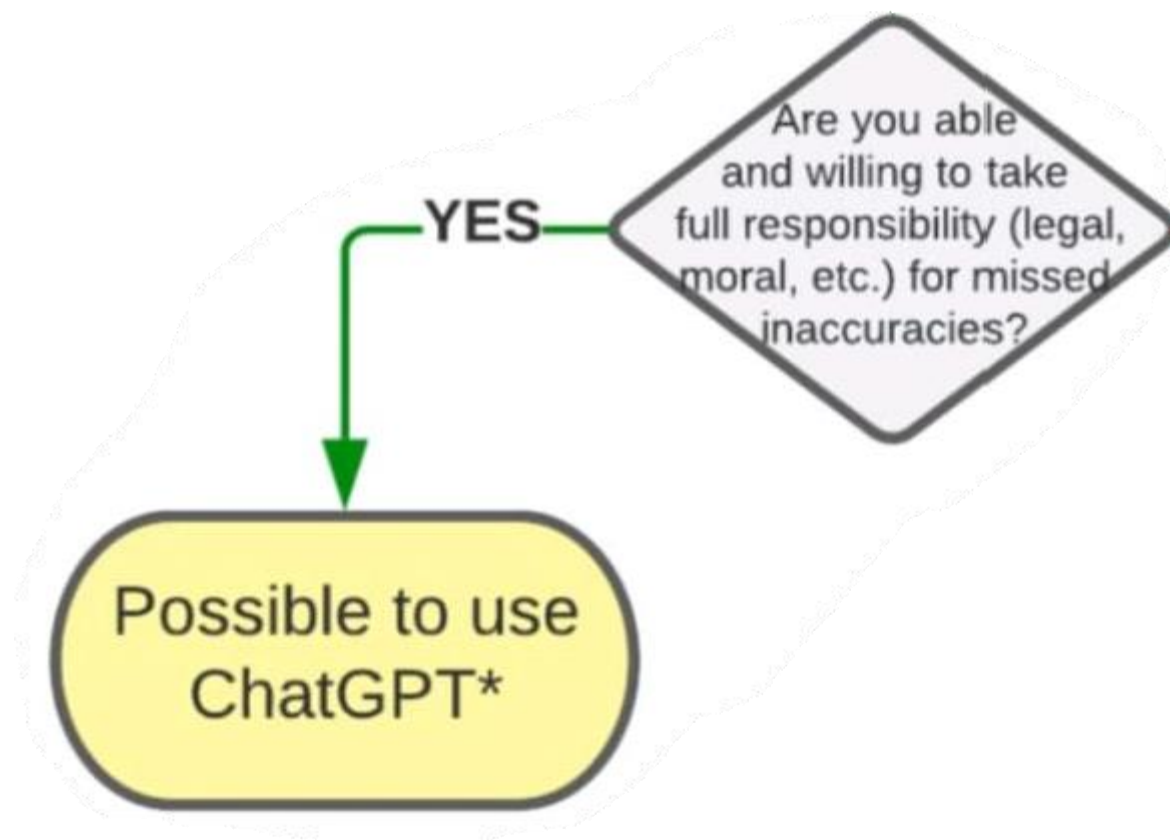 Are you able
and willing to take
full responsibility (legal,
moral, etc.) for missed
inaccuracies?
YES
Possible to use
ChatGPT*